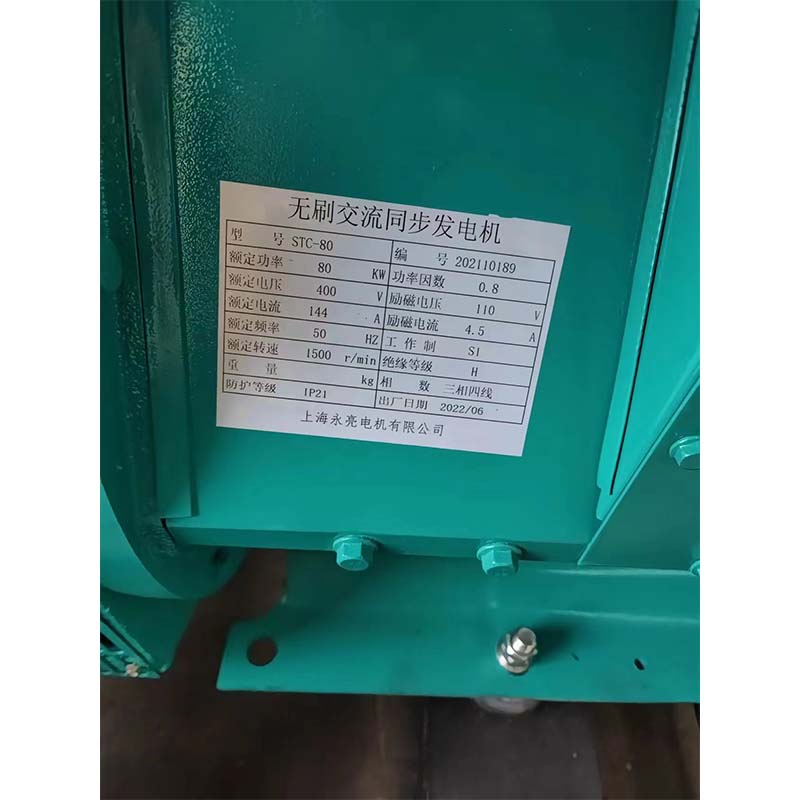 无刷交流同步发电机
型 号 STC-80 编 号 202110189
额定功率 80 KW 功率因数 0.8
额定电压 400 V 励磁电压 110 V
额定电流 144 A 励磁电流 4.5 A
额定频率 50 HZ 工 作 制 S1
额定转速 1500 r/min 绝缘等级 H
重 量 kg 相 数 三相四线
防护等级 IP21 出厂日期 2022/06
上海永亮电机有限公司